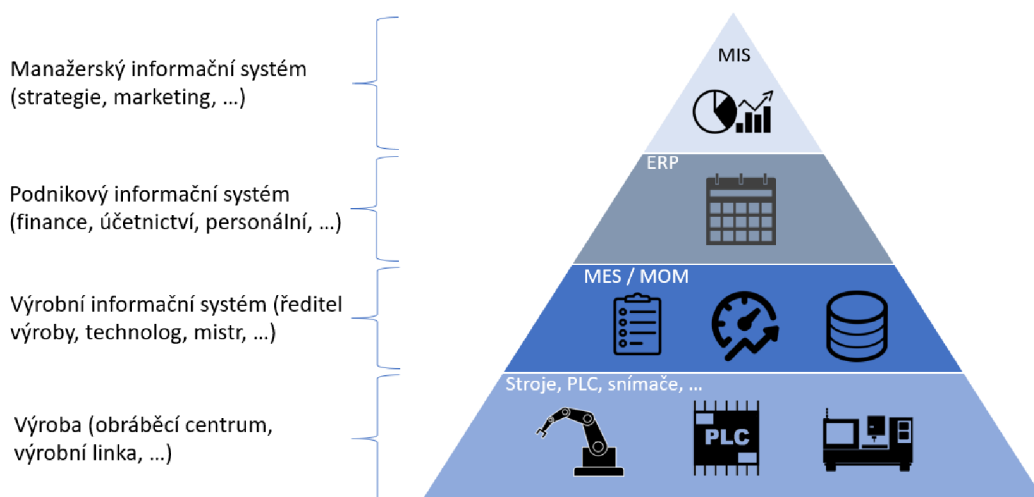 Manažerský informační systém
(strategie, marketing, …)
MIS
Podnikový informační systém
(finance, účetnictví, personální, …)
ERP
Výrobní informační systém (ředitel
výroby, technolog, mistr, …)
MES / MOM
Výroba (obráběcí centrum,
výrobní linka, …)
Stroje, PLC, snímače, …
PLC